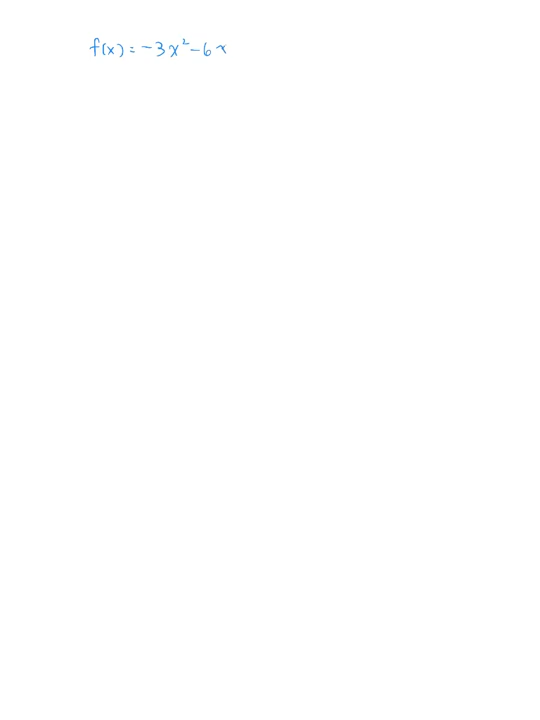 f(x) = -3x² - 6x